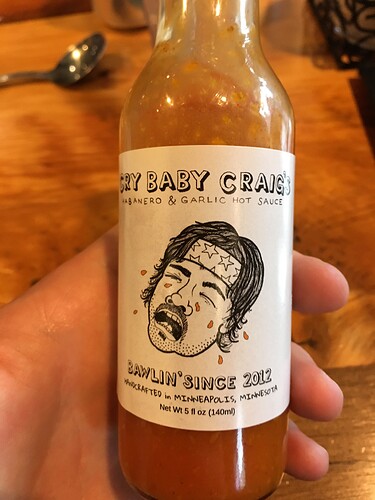 CRY BABY CRAIG'S
HABANERO & GARLIC HOT SAUCE
BAWLIN' SINCE 2012
HANDCRAFTED in MINNEAPOLIS, MINNESOTA
Net Wt 5 fl oz (140ml)